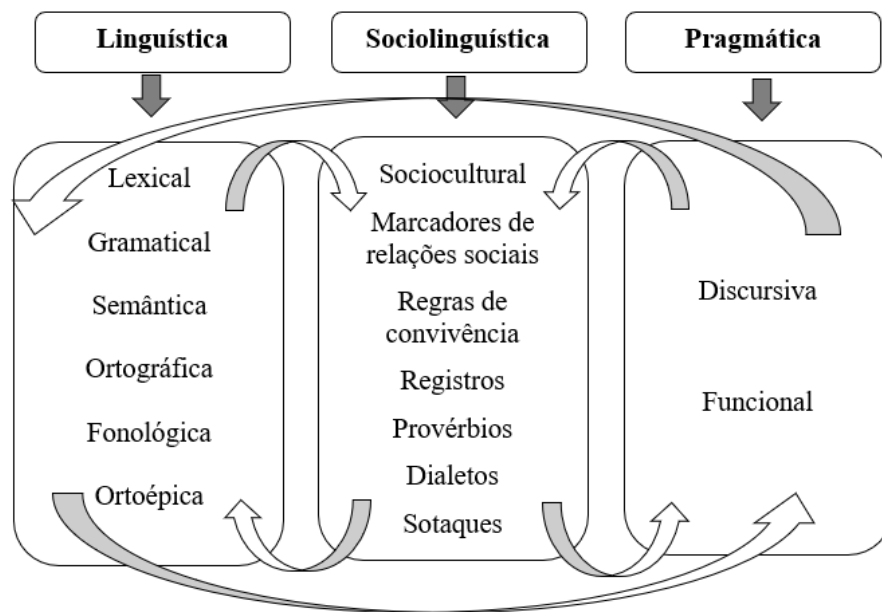 Linguística
Sociolinguística
Pragmática
Lexical
Gramatical
Semântica
Ortográfica
Fonológica
Ortoépica
Sociocultural
Marcadores de
relações sociais
Regras de
convivência
Registros
Provérbios
Dialetos
Sotaques
Discursiva
Funcional